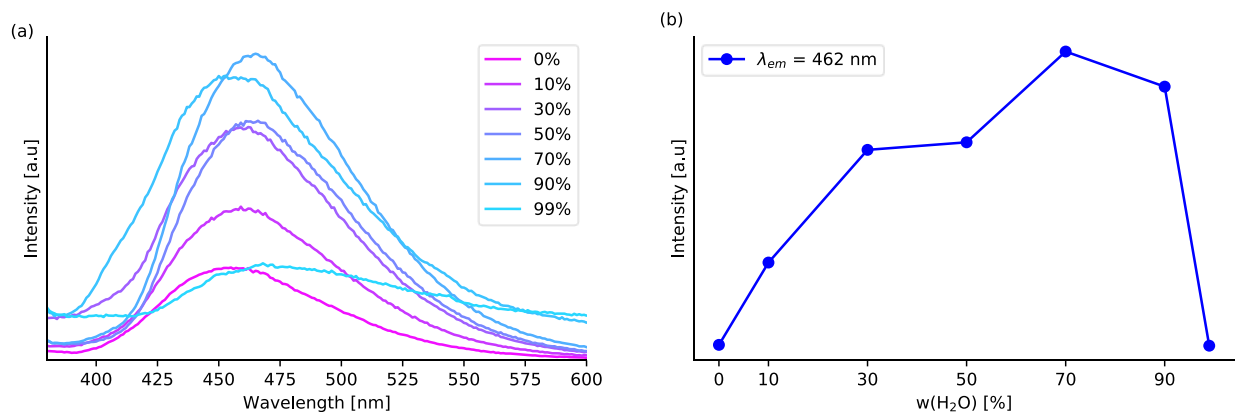 (a)
Intensity [a.u]
0%
10%
30%
50%
70%
90%
99%
400 425 450 475 500 525 550 575 600
Wavelength [nm]
(b)
Intensity [a.u]
λem = 462 nm
0 10 30 50 70 90
w(H₂O) [%]